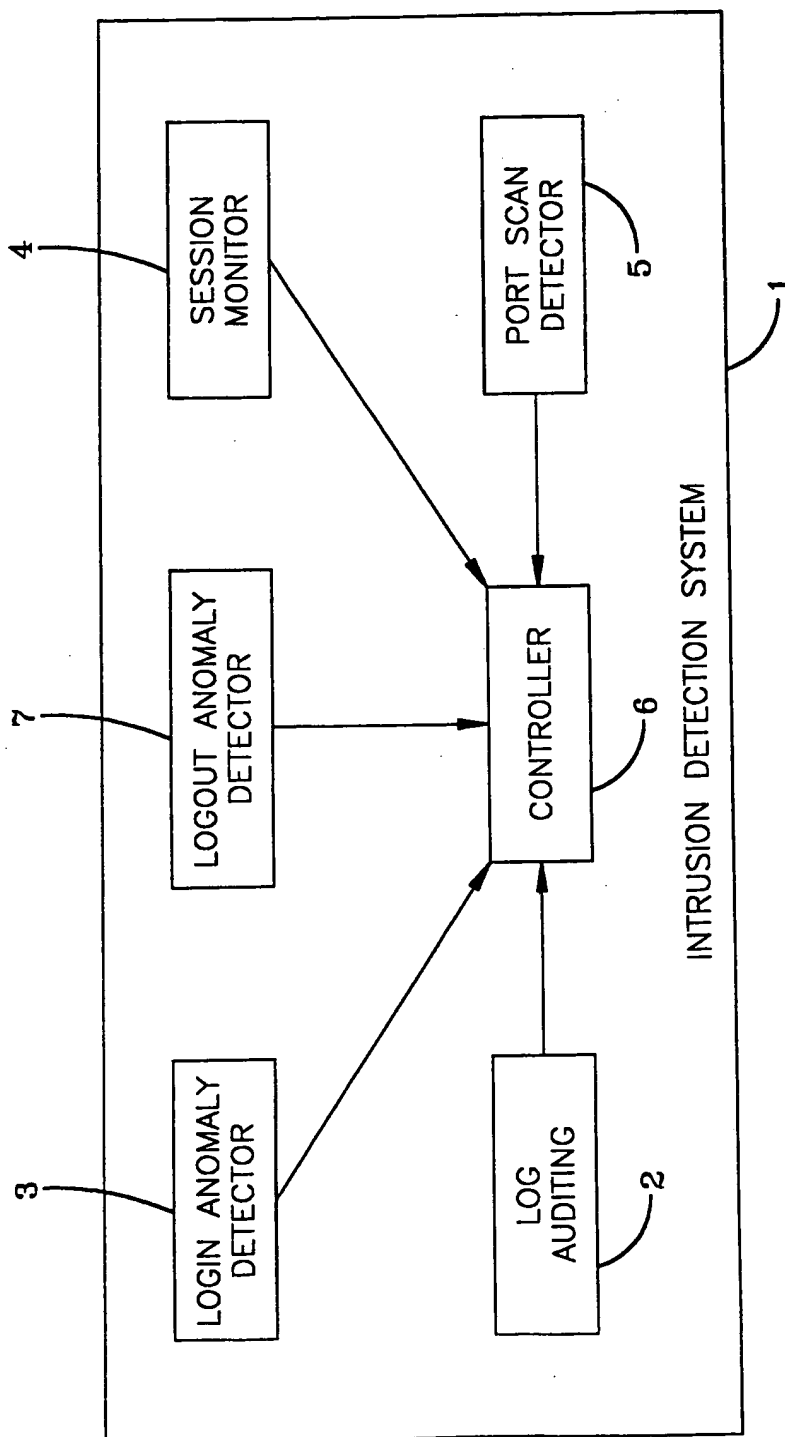 3
LOGIN ANOMALY
DETECTOR
7
LOGOUT ANOMALY
DETECTOR
4
SESSION
MONITOR
LOG
AUDITING
2
CONTROLLER
6
PORT SCAN
DETECTOR
5
INTRUSION DETECTION SYSTEM
1